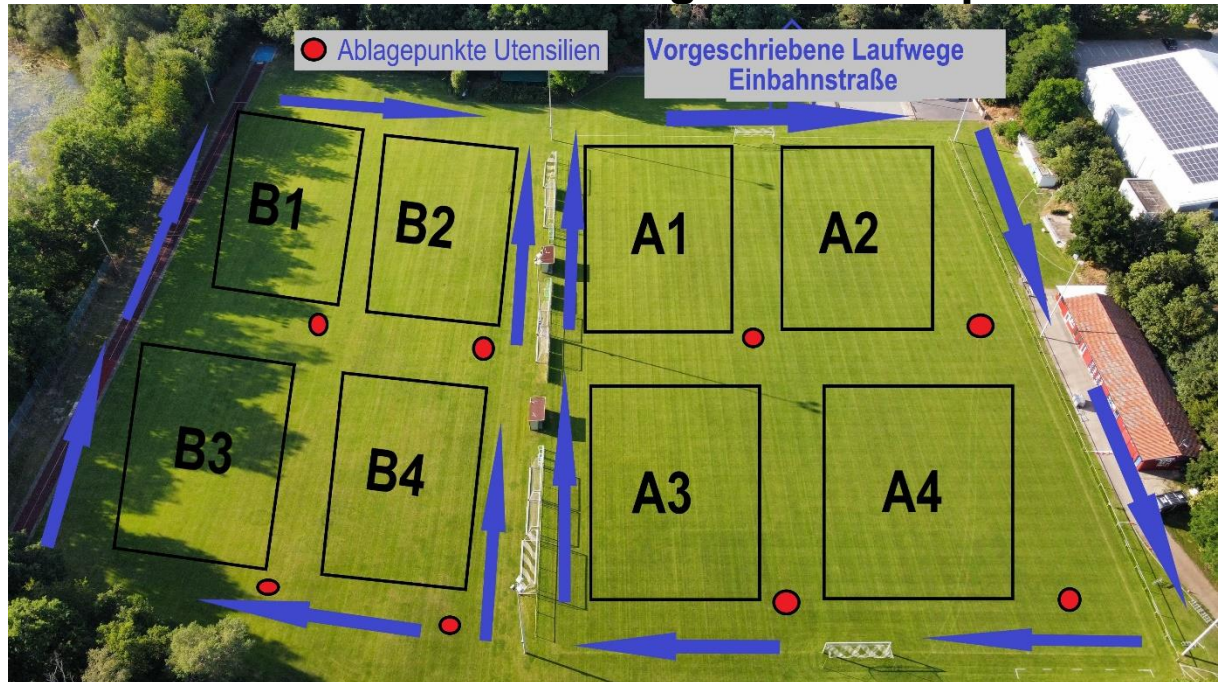 Ablagepunkte Utensilien
Vorgeschriebene Laufwege
Einbahnstraße
B1
B2
A1
A2
B3
B4
A3
A4